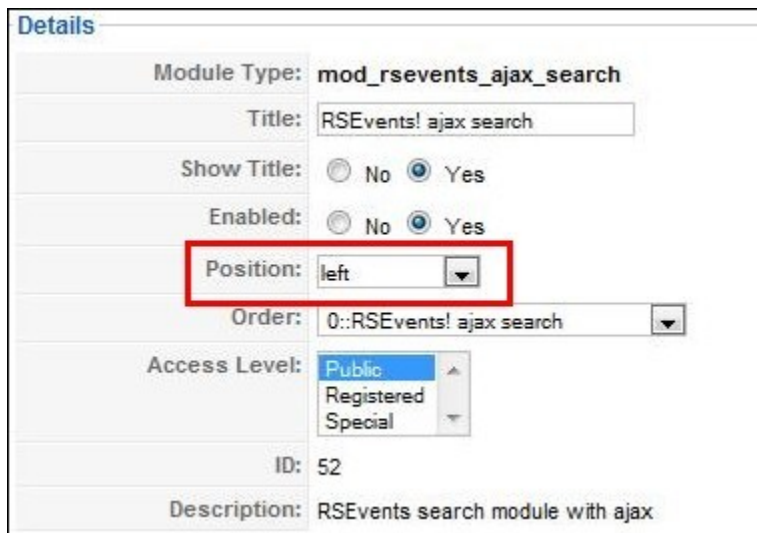 Details
Module Type: mod_rsevents_ajax_search
Title: RSEvents! ajax search
Show Title: No Yes
Enabled: No Yes
Position: left
Order: 0::RSEvents! ajax search
Access Level: Public
Registered
Special
ID: 52
Description: RSEvents search module with ajax